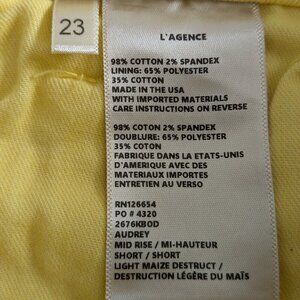 23
L'AGENCE
98% COTTON 2% SPANDEX
LINING: 65% POLYESTER
35% COTTON
MADE IN THE USA
WITH IMPORTED MATERIALS
CARE INSTRUCTIONS ON REVERSE
98% COTON 2% SPANDEX
DOUBLURE: 65% POLYESTER
35% COTON
FABRIQUE DANS LA ETATS-UNIS
D'AMERIQUE AVEC DES
MATERIAUX IMPORTES
ENTRETIEN AU VERSO
RN126654
PO # 4320
2676KBOD
AUDREY
MID RISE / MI-HAUTEUR
SHORT / SHORT
LIGHT MAIZE DESTRUCT /
DESTRUCTION LÉGÈRE DU MAÏS